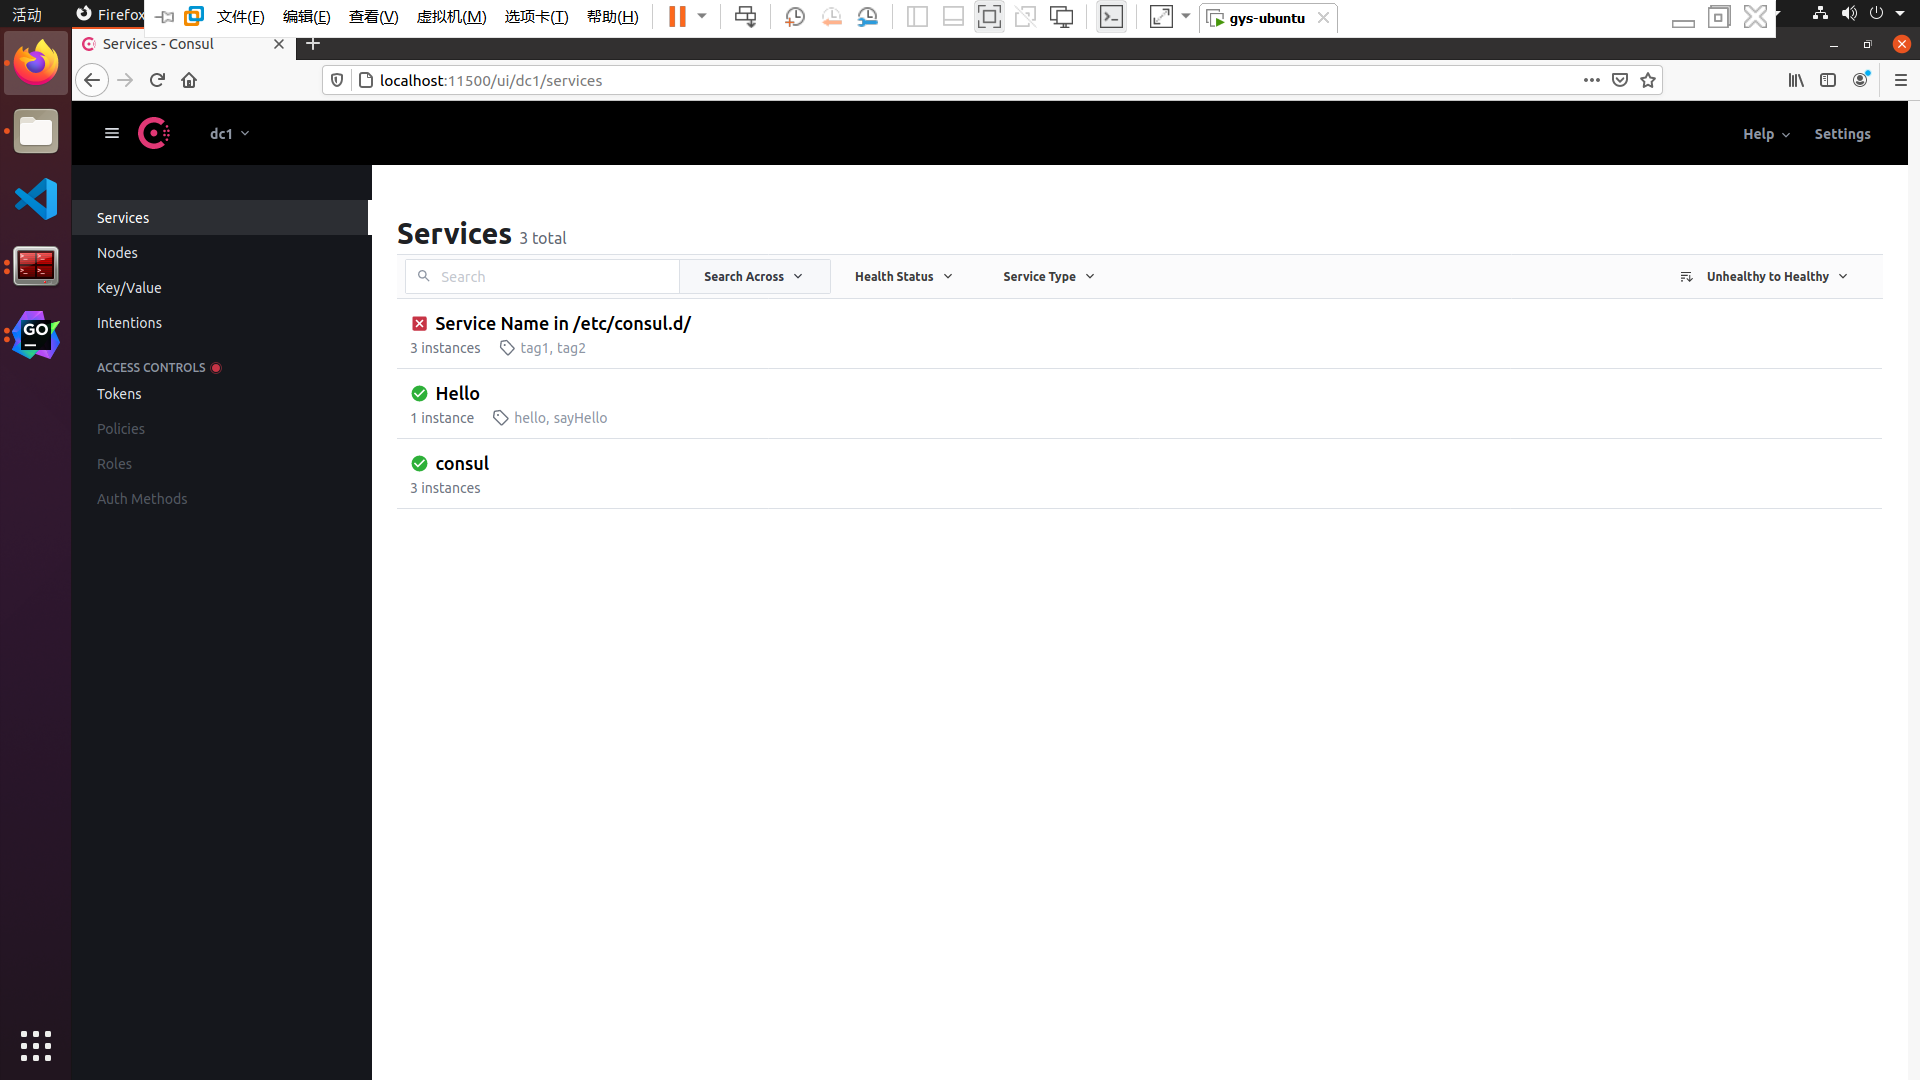 活动
Firefox
文件(F) 编辑(E) 查看(V) 虚拟机(M) 选项卡(T) 帮助(H)
gys-ubuntu
Services - Consul
localhost:11500/ui/dc1/services
dc1
Help
Settings
Services
Nodes
Key/Value
Intentions
ACCESS CONTROLS
Tokens
Policies
Roles
Auth Methods
Services 3 total
Search
Search Across
Health Status
Service Type
Unhealthy to Healthy
Service Name in /etc/consul.d/
3 instances tag1, tag2
Hello
1 instance hello, sayHello
consul
3 instances
GO